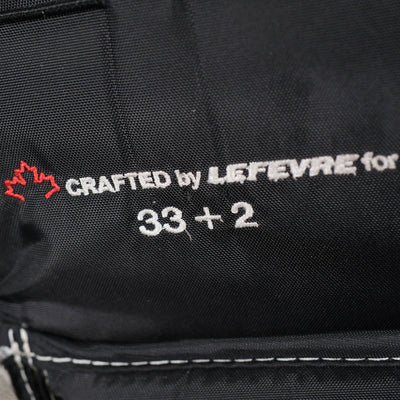 CRAFTED by LEFEVRE for
33 + 2